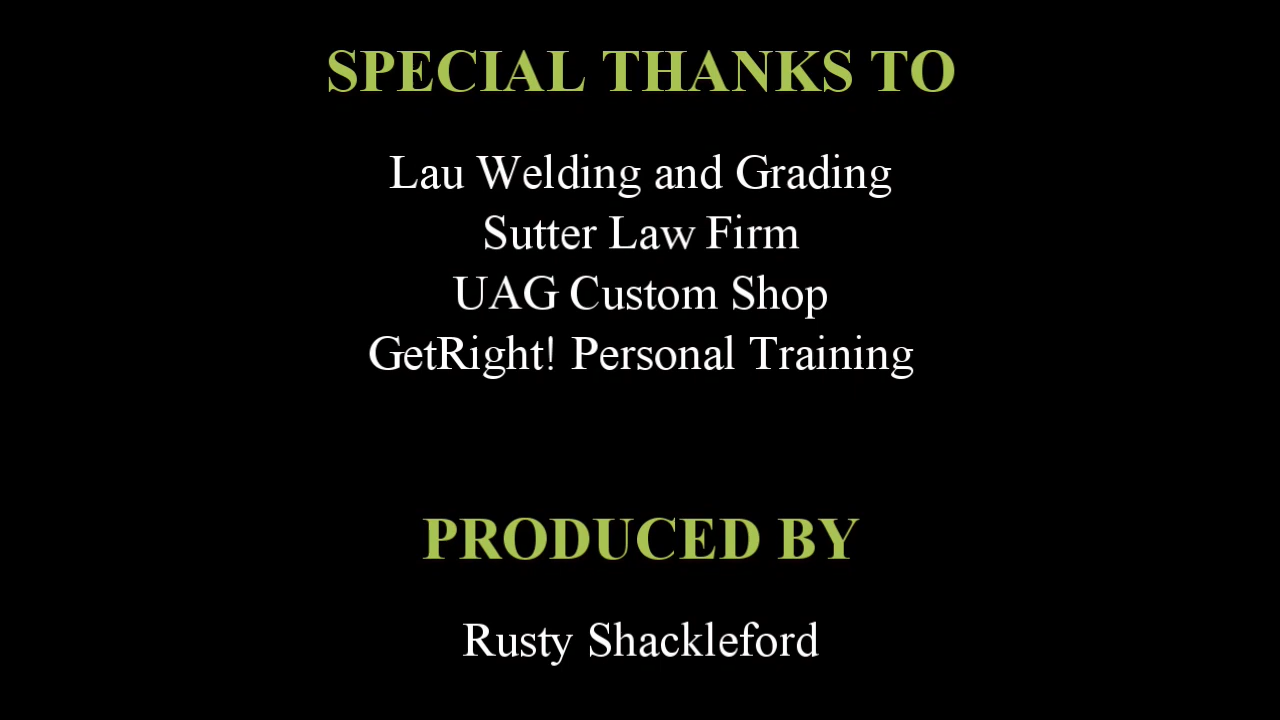 SPECIAL THANKS TO
Lau Welding and Grading
Sutter Law Firm
UAG Custom Shop
GetRight! Personal Training
PRODUCED BY
Rusty Shackleford